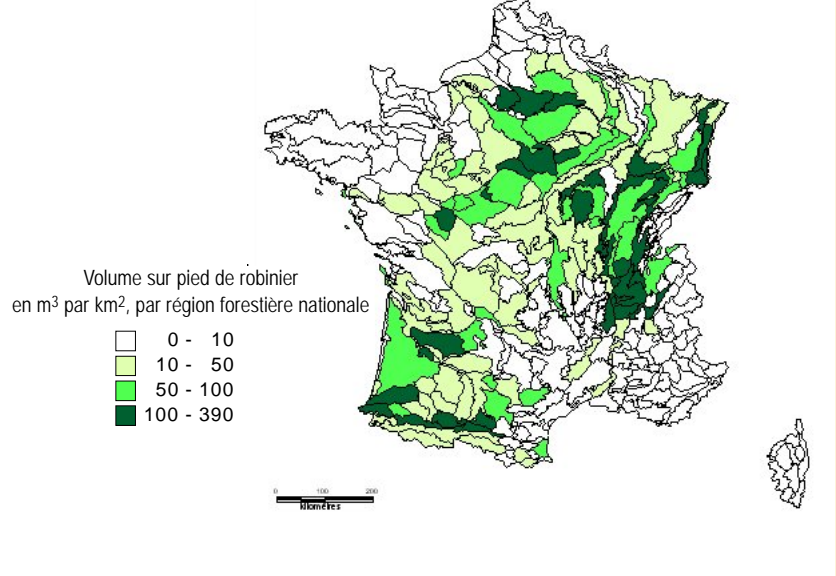 Volume sur pied de robinier
en m³ par km², par région forestière nationale
0 - 10
10 - 50
50 - 100
100 - 390
0 100 200
kilomètres